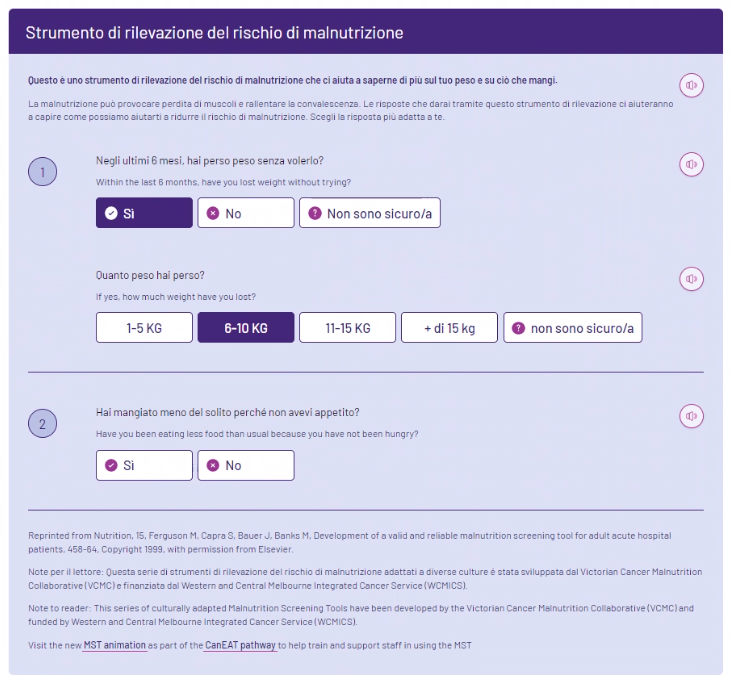 Strumento di rilevazione del rischio di malnutrizione
Questo è uno strumento di rilevazione del rischio di malnutrizione che ci aiuta a saperne di più sul tuo peso e su ciò che mangi.
La malnutrizione può provocare perdita di muscoli e rallentare la convalescenza. Le risposte che darai tramite questo strumento di rilevazione ci aiuteranno
a capire come possiamo aiutarti a ridurre il rischio di malnutrizione. Scegli la risposta più adatta a te.
1
Negli ultimi 6 mesi, hai perso peso senza volerlo?
Within the last 6 months, have you lost weight without trying?
Sì No Non sono sicuro/a
Quanto peso hai perso?
If yes, how much weight have you lost?
1-5 KG 6-10 KG 11-15 KG + di 15 kg non sono sicuro/a
2
Hai mangiato meno del solito perché non avevi appetito?
Have you been eating less food than usual because you have not been hungry?
Sì No
Reprinted from Nutrition, 15, Ferguson M, Capra S, Bauer J, Banks M, Development of a valid and reliable malnutrition screening tool for adult acute hospital
patients, 458-64, Copyright 1999, with permission from Elsevier.
Note per il lettore: Questa serie di strumenti di rilevazione del rischio di malnutrizione adattati a diverse culture é stata sviluppata dal Victorian Cancer Malnutrition
Collaborative (VCMC) e finanziata dal Western and Central Melbourne Integrated Cancer Service (WCMICS).
Note to reader: This series of culturally adapted Malnutrition Screening Tools have been developed by the Victorian Cancer Malnutrition Collaborative (VCMC) and
funded by Western and Central Melbourne Integrated Cancer Service (WCMICS).
Visit the new MST animation as part of the CanEAT pathway to help train and support staff in using the MST